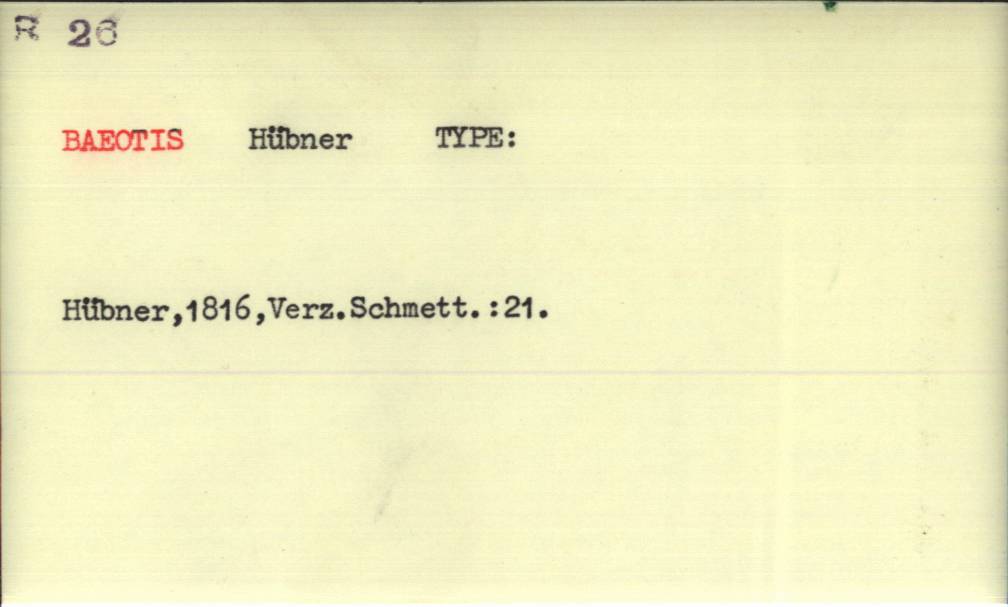 R 26
BAEOTIS Hübner TYPE:
Hübner,1816,Verz.Schmett.:21.